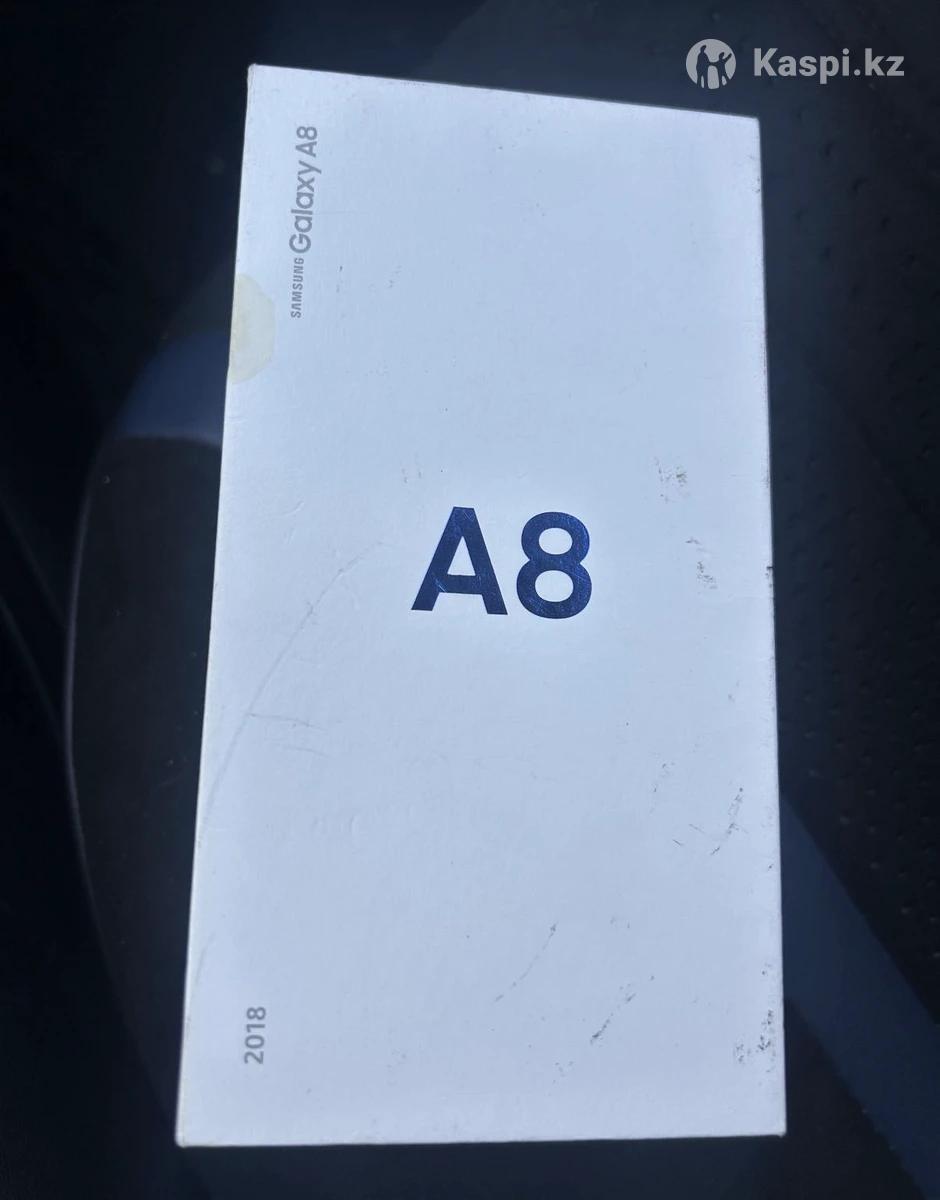 Kaspi.kz
SAMSUNG Galaxy A8
A8
2018